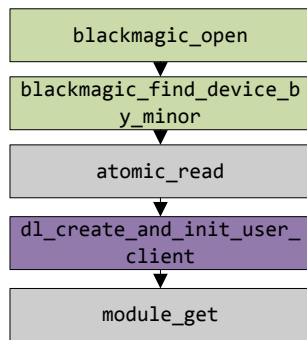 blackmagic_open
blackmagic_find_device_b
y_minor
atomic_read
dl_create_and_init_user_
client
module_get